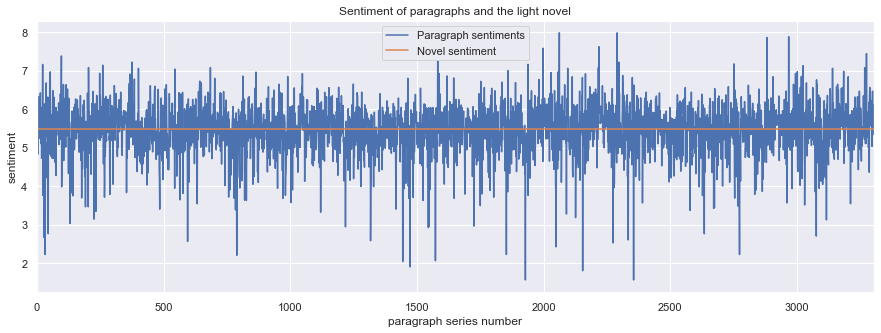 Sentiment of paragraphs and the light novel
Paragraph sentiments
Novel sentiment
8
7
6
5
4
3
2
sentiment
0
500
1000
1500
2000
2500
3000
paragraph series number